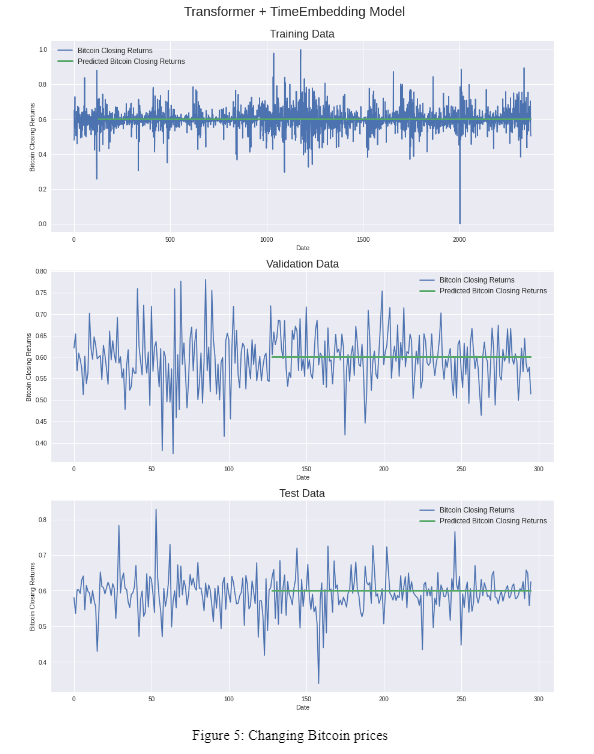 Transformer + TimeEmbedding Model
Training Data
Bitcoin Closing Returns
Predicted Bitcoin Closing Returns
Bitcoin Closing Returns
1.0
0.8
0.6
0.4
0.2
0.0
0
500
1000
1500
2000
Date
Validation Data
Bitcoin Closing Returns
Predicted Bitcoin Closing Returns
Bitcoin Closing Returns
0.80
0.75
0.70
0.65
0.60
0.55
0.50
0.45
0.40
0
50
100
150
200
250
300
Date
Test Data
Bitcoin Closing Returns
Predicted Bitcoin Closing Returns
Bitcoin Closing Returns
0.8
0.7
0.6
0.5
0.4
0
50
100
150
200
250
300
Date
Figure 5: Changing Bitcoin prices